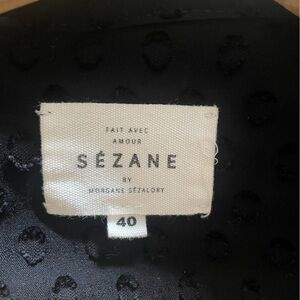 FAIT AVEC
AMOUR
SÉZANE
BY
MORGANE SÉZALORY
40